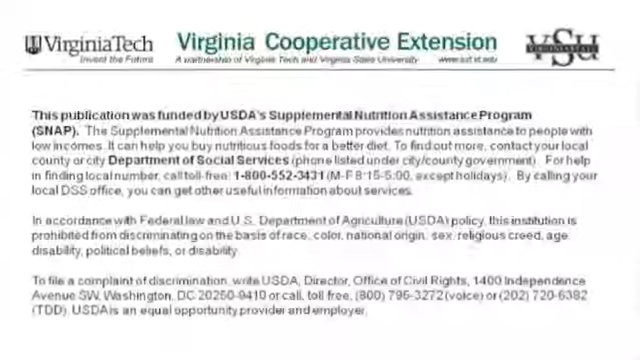 VirginiaTech
Invent the Future
Virginia Cooperative Extension
A partnership of Virginia Tech and Virginia State University www.ext.vt.edu
VSU
VIRGINIA STATE
This publication was funded by USDA's Supplemental Nutrition Assistance Program
(SNAP). The Supplemental Nutrition Assistance Program provides nutrition assistance to people with
low incomes. It can help you buy nutritious foods for a better diet. To find out more, contact your local
county or city Department of Social Services (phone listed under city/county government). For help
in finding local number, call toll-free: 1-800-552-3431 (M-F 8:15-5:00, except holidays). By calling your
local DSS office, you can get other useful information about services.
In accordance with Federal law and U.S. Department of Agriculture (USDA) policy, this institution is
prohibited from discriminating on the basis of race, color, national origin, sex, religious creed, age,
disability, political beliefs, or disability.
To file a complaint of discrimination, write USDA, Director, Office of Civil Rights, 1400 Independence
Avenue SW, Washington, DC 20250-9410 or call, toll free, (800) 795-3272 (voice) or (202) 720-6382
(TDD). USDA is an equal opportunity provider and employer.